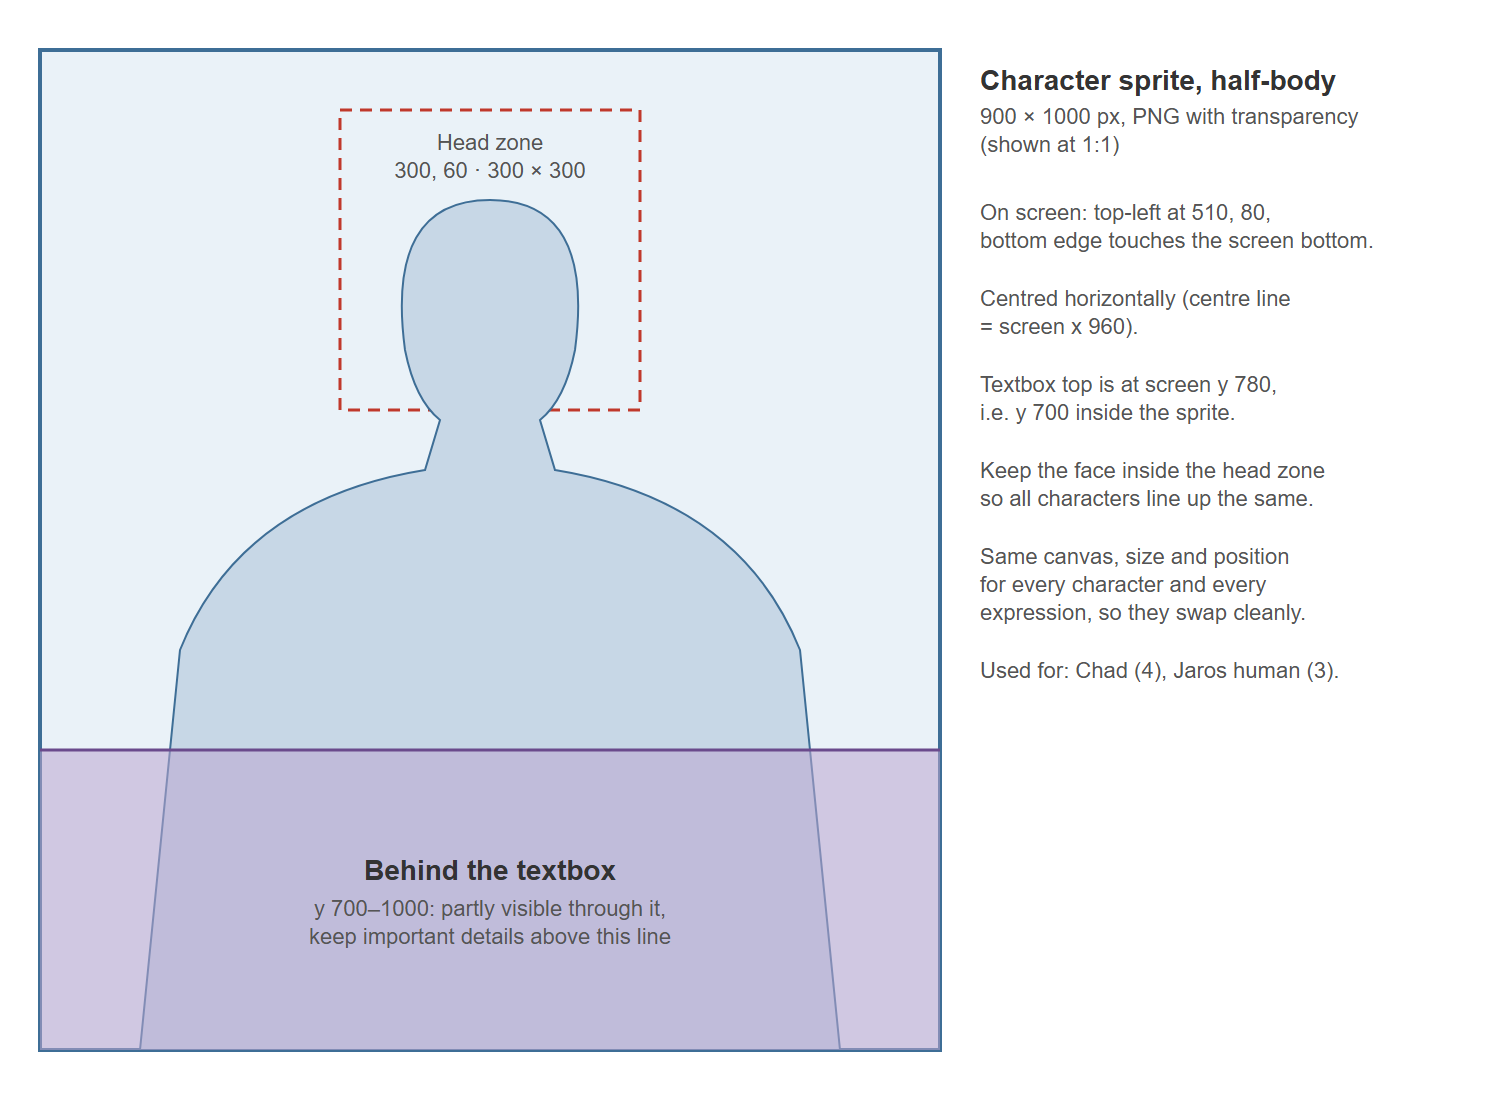 Head zone
300, 60 · 300 × 300
Behind the textbox
y 700–1000: partly visible through it,
keep important details above this line
Character sprite, half-body
900 × 1000 px, PNG with transparency
(shown at 1:1)
On screen: top-left at 510, 80,
bottom edge touches the screen bottom.
Centred horizontally (centre line
= screen x 960).
Textbox top is at screen y 780,
i.e. y 700 inside the sprite.
Keep the face inside the head zone
so all characters line up the same.
Same canvas, size and position
for every character and every
expression, so they swap cleanly.
Used for: Chad (4), Jaros human (3).